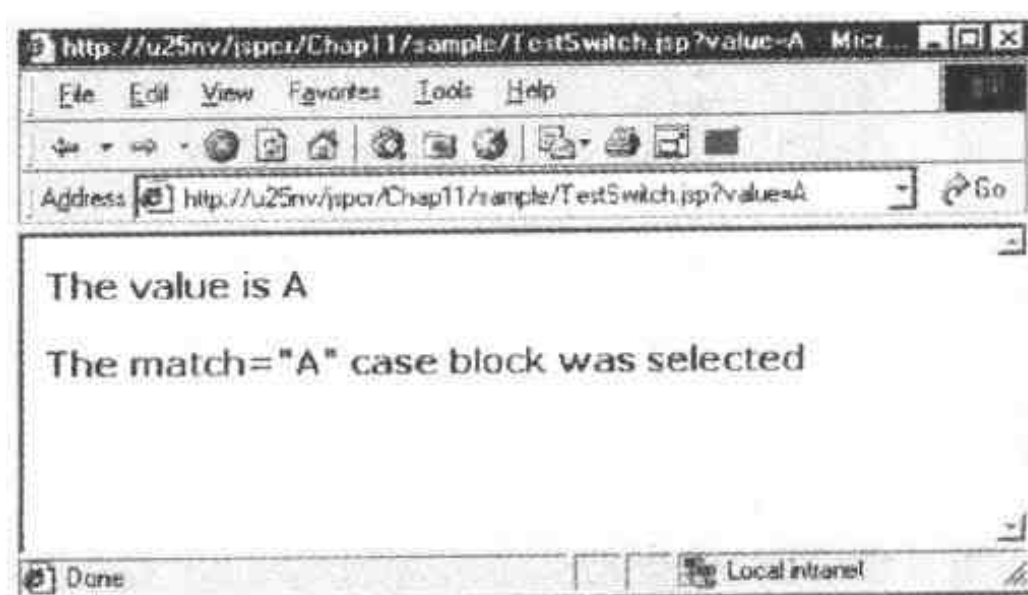 http://u25nv/jspcr/Chap11/sample/TestSwitch.jsp?value=A Micr...
File Edit View Favorites Tools Help
Address http://u25nv/jspcr/Chap11/sample/TestSwitch.jsp?value=A Go
The value is A
The match="A" case block was selected
Done Local intranet